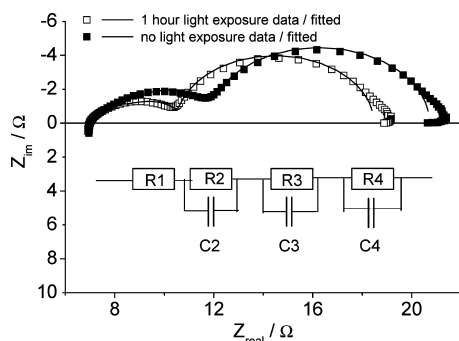 1 hour light exposure data / fitted
no light exposure data / fitted
-6
-4
-2
0
2
4
6
8
10
Z_im / Ω
R1
R2
R3
R4
C2
C3
C4
8
12
16
20
Z_real / Ω